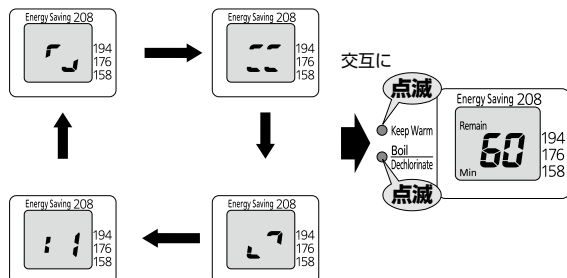 Energy Saving 208
194
176
158
Energy Saving 208
194
176
158
交互に
点滅
Keep Warm
Boil
Dechlorinate
点滅
Energy Saving 208
Remain
60
Min
194
176
158
Energy Saving 208
194
176
158
Energy Saving 208
194
176
158